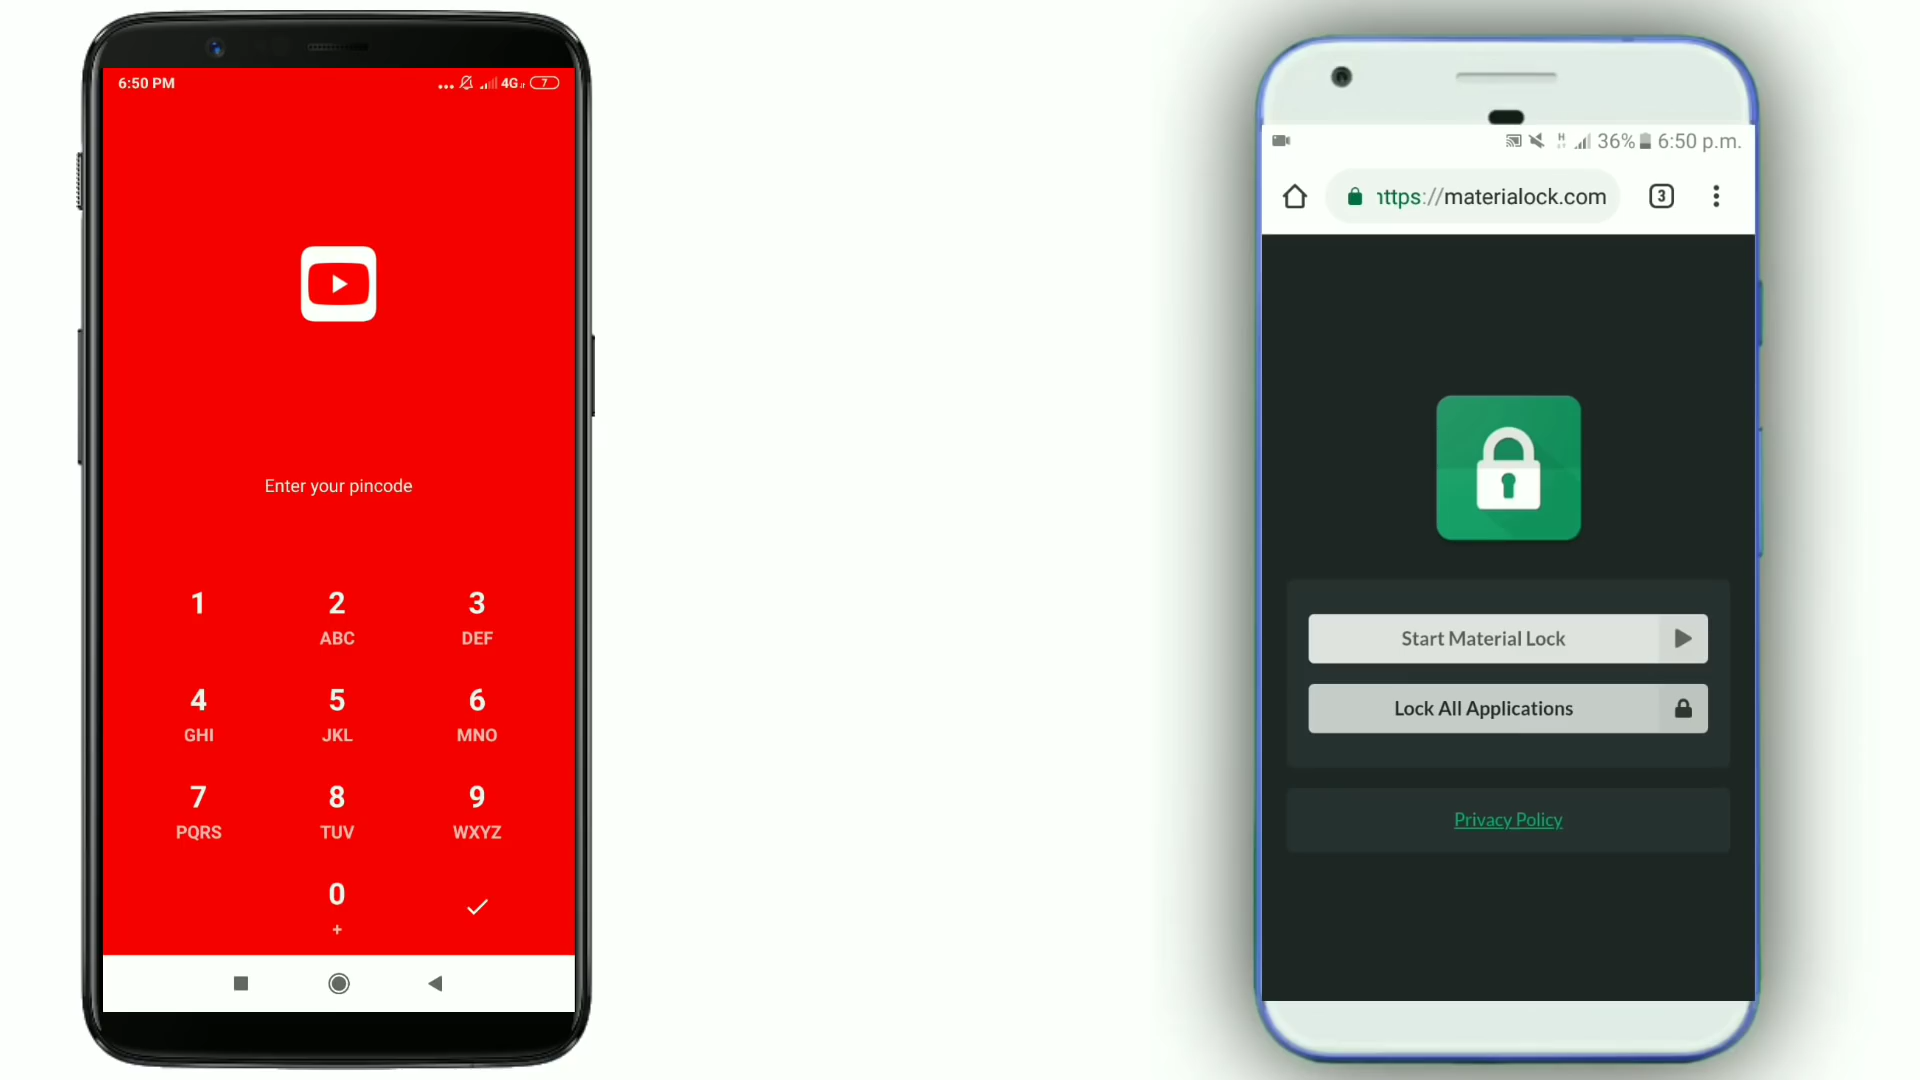 6:50 PM
4G
7
Enter your pincode
1
2
3
ABC
DEF
4
5
6
GHI
JKL
MNO
7
8
9
PQRS
TUV
WXYZ
0
+
36% 6:50 p.m.
https://materialock.com
3
Start Material Lock
Lock All Applications
Privacy Policy